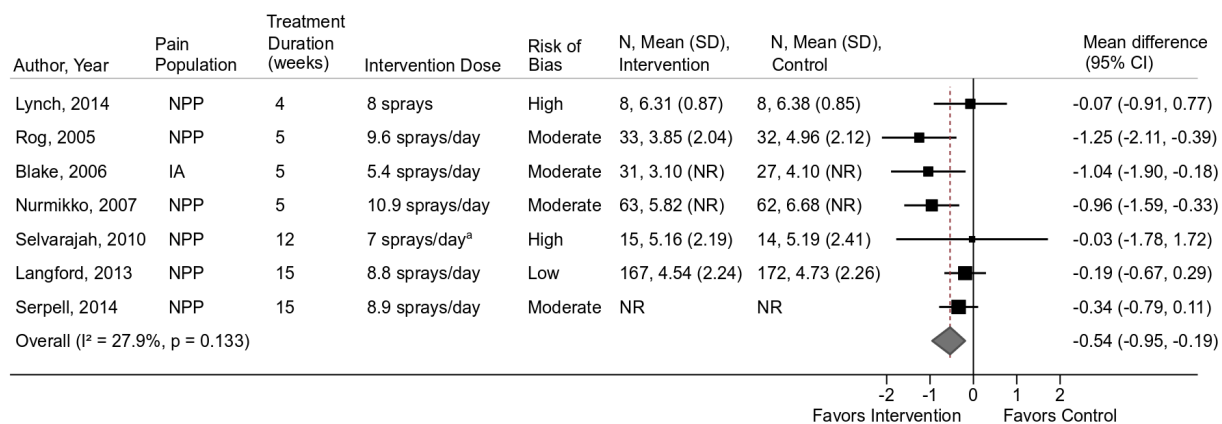 Author, Year Pain Population Treatment Duration (weeks) Intervention Dose Risk of Bias N, Mean (SD), Intervention N, Mean (SD), Control Mean difference (95% CI)
Lynch, 2014 NPP 4 8 sprays High 8, 6.31 (0.87) 8, 6.38 (0.85) -0.07 (-0.91, 0.77)
Rog, 2005 NPP 5 9.6 sprays/day Moderate 33, 3.85 (2.04) 32, 4.96 (2.12) -1.25 (-2.11, -0.39)
Blake, 2006 IA 5 5.4 sprays/day Moderate 31, 3.10 (NR) 27, 4.10 (NR) -1.04 (-1.90, -0.18)
Nurmikko, 2007 NPP 5 10.9 sprays/day Moderate 63, 5.82 (NR) 62, 6.68 (NR) -0.96 (-1.59, -0.33)
Selvarajah, 2010 NPP 12 7 sprays/dayᵃ High 15, 5.16 (2.19) 14, 5.19 (2.41) -0.03 (-1.78, 1.72)
Langford, 2013 NPP 15 8.8 sprays/day Low 167, 4.54 (2.24) 172, 4.73 (2.26) -0.19 (-0.67, 0.29)
Serpell, 2014 NPP 15 8.9 sprays/day Moderate NR NR -0.34 (-0.79, 0.11)
Overall (I² = 27.9%, p = 0.133) -0.54 (-0.95, -0.19)
-2 -1 0 1 2
Favors Intervention Favors Control